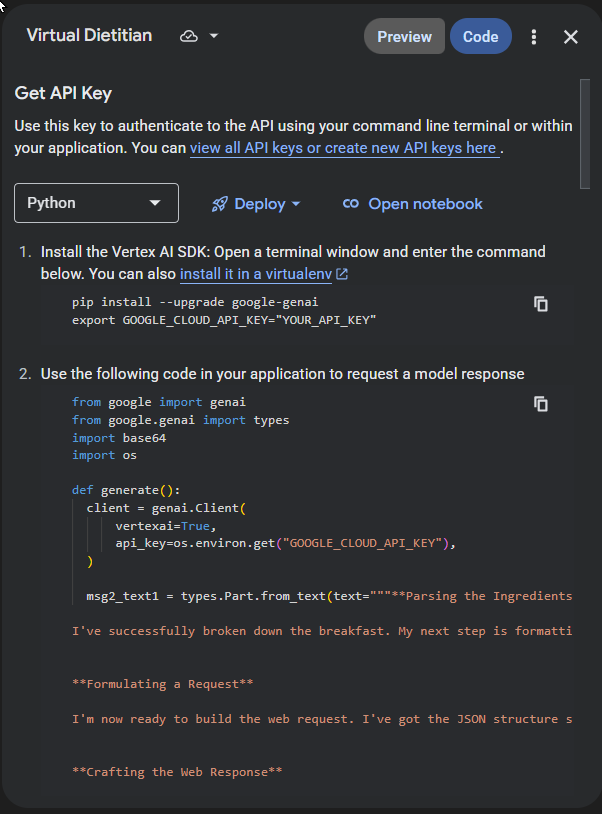 Virtual Dietitian
Preview
Code
Get API Key
Use this key to authenticate to the API using your command line terminal or within
your application. You can view all API keys or create new API keys here .
Python
Deploy
Open notebook
1. Install the Vertex AI SDK: Open a terminal window and enter the command
below. You can also install it in a virtualenv
pip install --upgrade google-genai
export GOOGLE_CLOUD_API_KEY="YOUR_API_KEY"
2. Use the following code in your application to request a model response
from google import genai
from google.genai import types
import base64
import os
def generate():
client = genai.Client(
vertexai=True,
api_key=os.environ.get("GOOGLE_CLOUD_API_KEY"),
)
msg2_text1 = types.Part.from_text(text="""**Parsing the Ingredients
I've successfully broken down the breakfast. My next step is formatti
**Formulating a Request**
I'm now ready to build the web request. I've got the JSON structure s
**Crafting the Web Response**